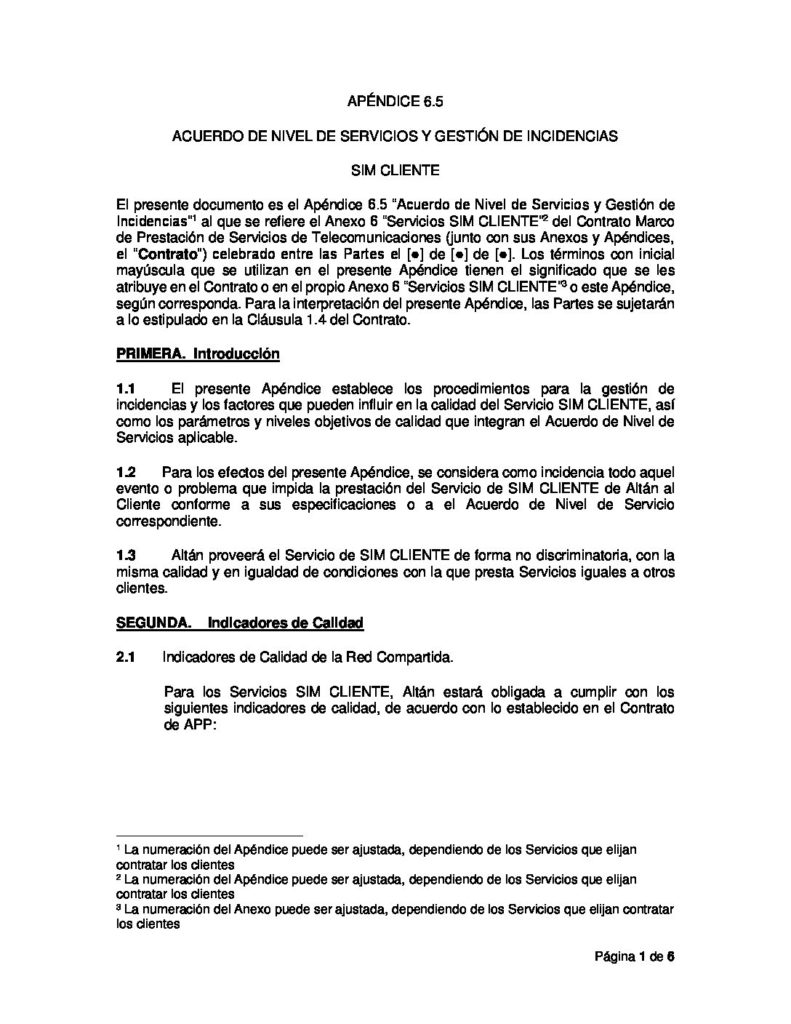 APÉNDICE 6.5
ACUERDO DE NIVEL DE SERVICIOS Y GESTIÓN DE INCIDENCIAS
SIM CLIENTE
El presente documento es el Apéndice 6.5 "Acuerdo de Nivel de Servicios y Gestión de
Incidencias"¹ al que se refiere el Anexo 6 "Servicios SIM CLIENTE"² del Contrato Marco
de Prestación de Servicios de Telecomunicaciones (junto con sus Anexos y Apéndices,
el "Contrato") celebrado entre las Partes el [●] de [●] de [●]. Los términos con inicial
mayúscula que se utilizan en el presente Apéndice tienen el significado que se les
atribuye en el Contrato o en el propio Anexo 6 "Servicios SIM CLIENTE"³ o este Apéndice,
según corresponda. Para la interpretación del presente Apéndice, las Partes se sujetarán
a lo estipulado en la Cláusula 1.4 del Contrato.
PRIMERA. Introducción
1.1 El presente Apéndice establece los procedimientos para la gestión de
incidencias y los factores que pueden influir en la calidad del Servicio SIM CLIENTE, así
como los parámetros y niveles objetivos de calidad que integran el Acuerdo de Nivel de
Servicios aplicable.
1.2 Para los efectos del presente Apéndice, se considera como incidencia todo aquel
evento o problema que impida la prestación del Servicio de SIM CLIENTE de Altán al
Cliente conforme a sus especificaciones o a el Acuerdo de Nivel de Servicio
correspondiente.
1.3 Altán proveerá el Servicio de SIM CLIENTE de forma no discriminatoria, con la
misma calidad y en igualdad de condiciones con la que presta Servicios iguales a otros
clientes.
SEGUNDA. Indicadores de Calidad
2.1 Indicadores de Calidad de la Red Compartida.
Para los Servicios SIM CLIENTE, Altán estará obligada a cumplir con los
siguientes indicadores de calidad, de acuerdo con lo establecido en el Contrato
de APP:
¹ La numeración del Apéndice puede ser ajustada, dependiendo de los Servicios que elijan
contratar los clientes
² La numeración del Apéndice puede ser ajustada, dependiendo de los Servicios que elijan
contratar los clientes
³ La numeración del Anexo puede ser ajustada, dependiendo de los Servicios que elijan contratar
los clientes
Página 1 de 6